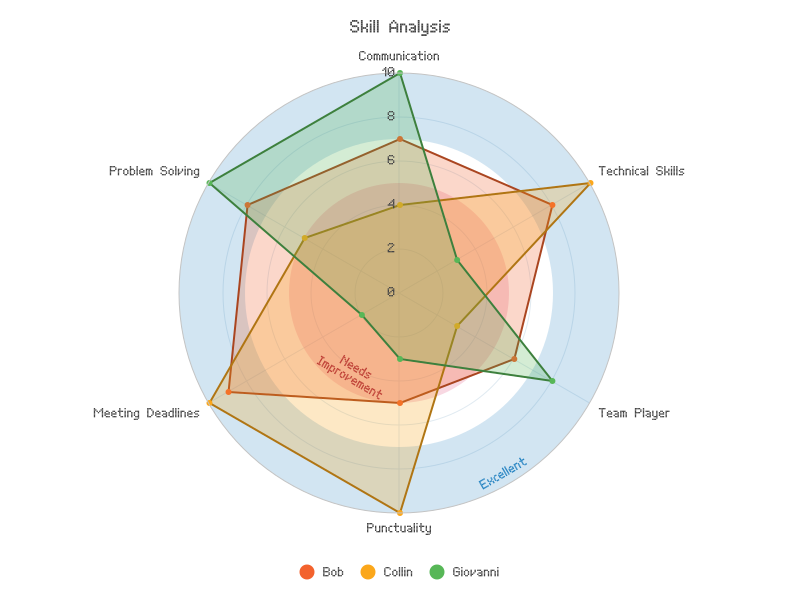 Skill Analysis
Communication
10
8
6
4
2
0
Problem Solving
Technical Skills
Needs
Improvement
Meeting Deadlines
Team Player
Excellent
Punctuality
Bob
Collin
Giovanni